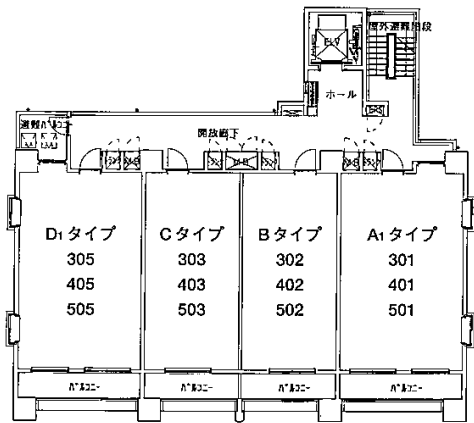 ELV
屋外避難階段
ホール
避難バルコニー
開放廊下
D1タイプ
305
405
505
Cタイプ
303
403
503
Bタイプ
302
402
502
A1タイプ
301
401
501
バルコニー
バルコニー
バルコニー
バルコニー